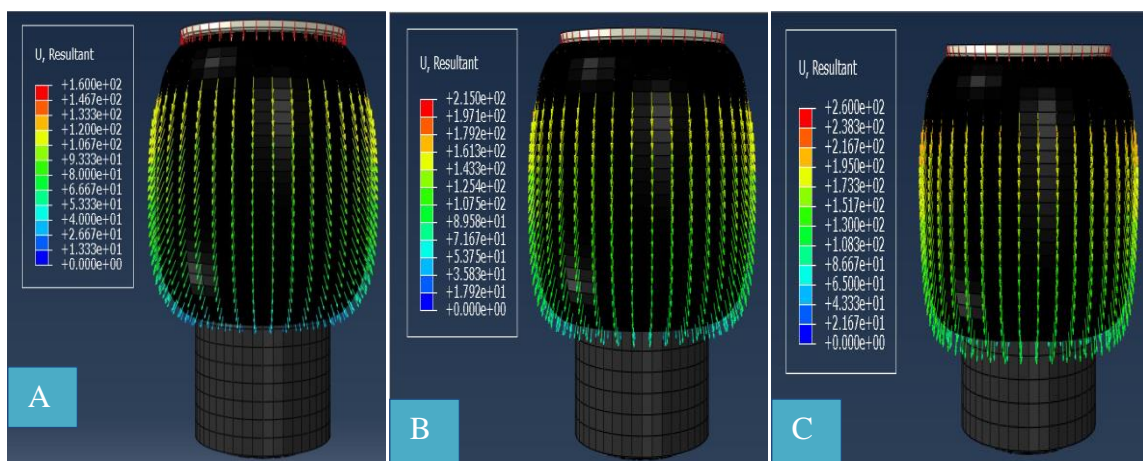 U, Resultant
+1.600e+02
+1.467e+02
+1.333e+02
+1.200e+02
+1.067e+02
+9.333e+01
+8.000e+01
+6.667e+01
+5.333e+01
+4.000e+01
+2.667e+01
+1.333e+01
+0.000e+00
A
U, Resultant
+2.150e+02
+1.971e+02
+1.792e+02
+1.613e+02
+1.433e+02
+1.254e+02
+1.075e+02
+8.958e+01
+7.167e+01
+5.375e+01
+3.583e+01
+1.792e+01
+0.000e+00
B
U, Resultant
+2.600e+02
+2.383e+02
+2.167e+02
+1.950e+02
+1.733e+02
+1.517e+02
+1.300e+02
+1.083e+02
+8.667e+01
+6.500e+01
+4.333e+01
+2.167e+01
+0.000e+00
C